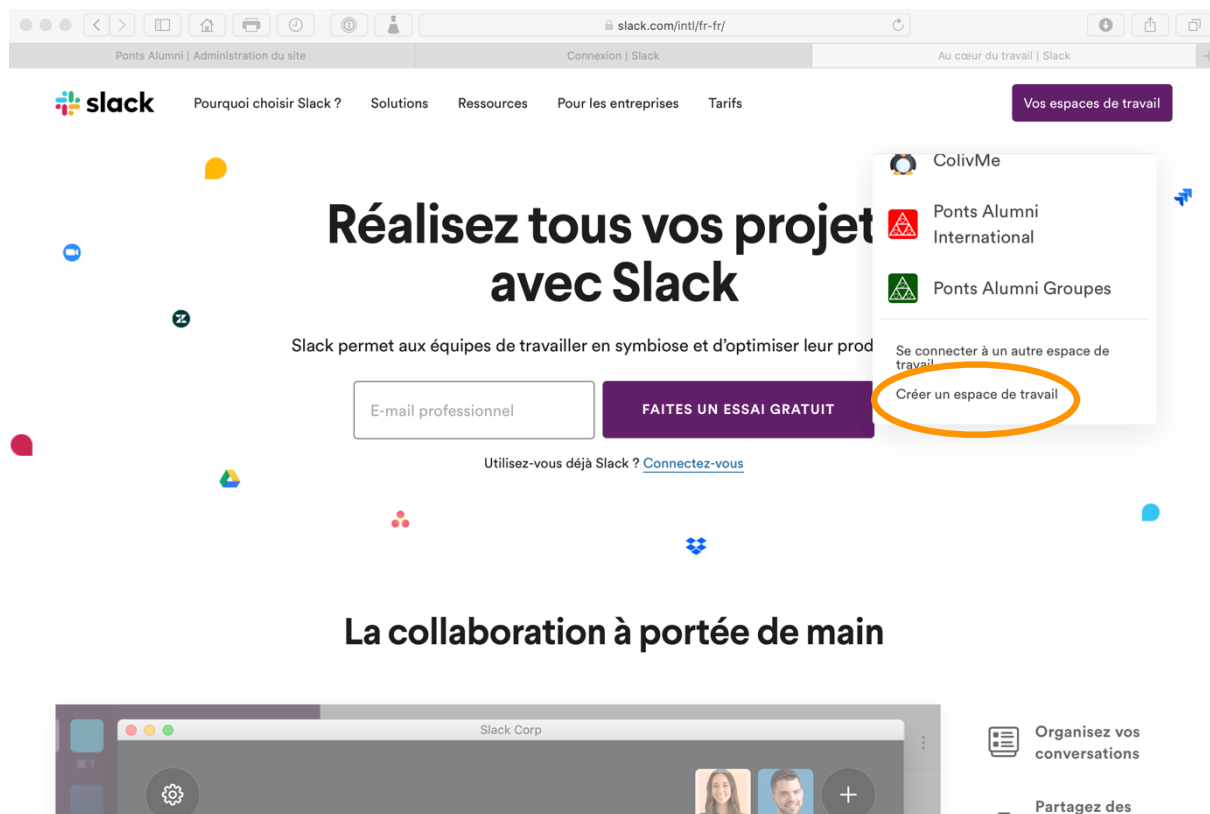 slack.com/intl/fr-fr/
Ponts Alumni | Administration du site
Connexion | Slack
Au cœur du travail | Slack
slack
Pourquoi choisir Slack ?
Solutions
Ressources
Pour les entreprises
Tarifs
Vos espaces de travail
ColivMe
Ponts Alumni
International
Ponts Alumni Groupes
Se connecter à un autre espace de
travail
Créer un espace de travail
Réalisez tous vos projet
avec Slack
Slack permet aux équipes de travailler en symbiose et d'optimiser leur prod
E-mail professionnel
FAITES UN ESSAI GRATUIT
Utilisez-vous déjà Slack ? Connectez-vous
La collaboration à portée de main
Slack Corp
⌘ 1
Organisez vos
conversations
Partagez des